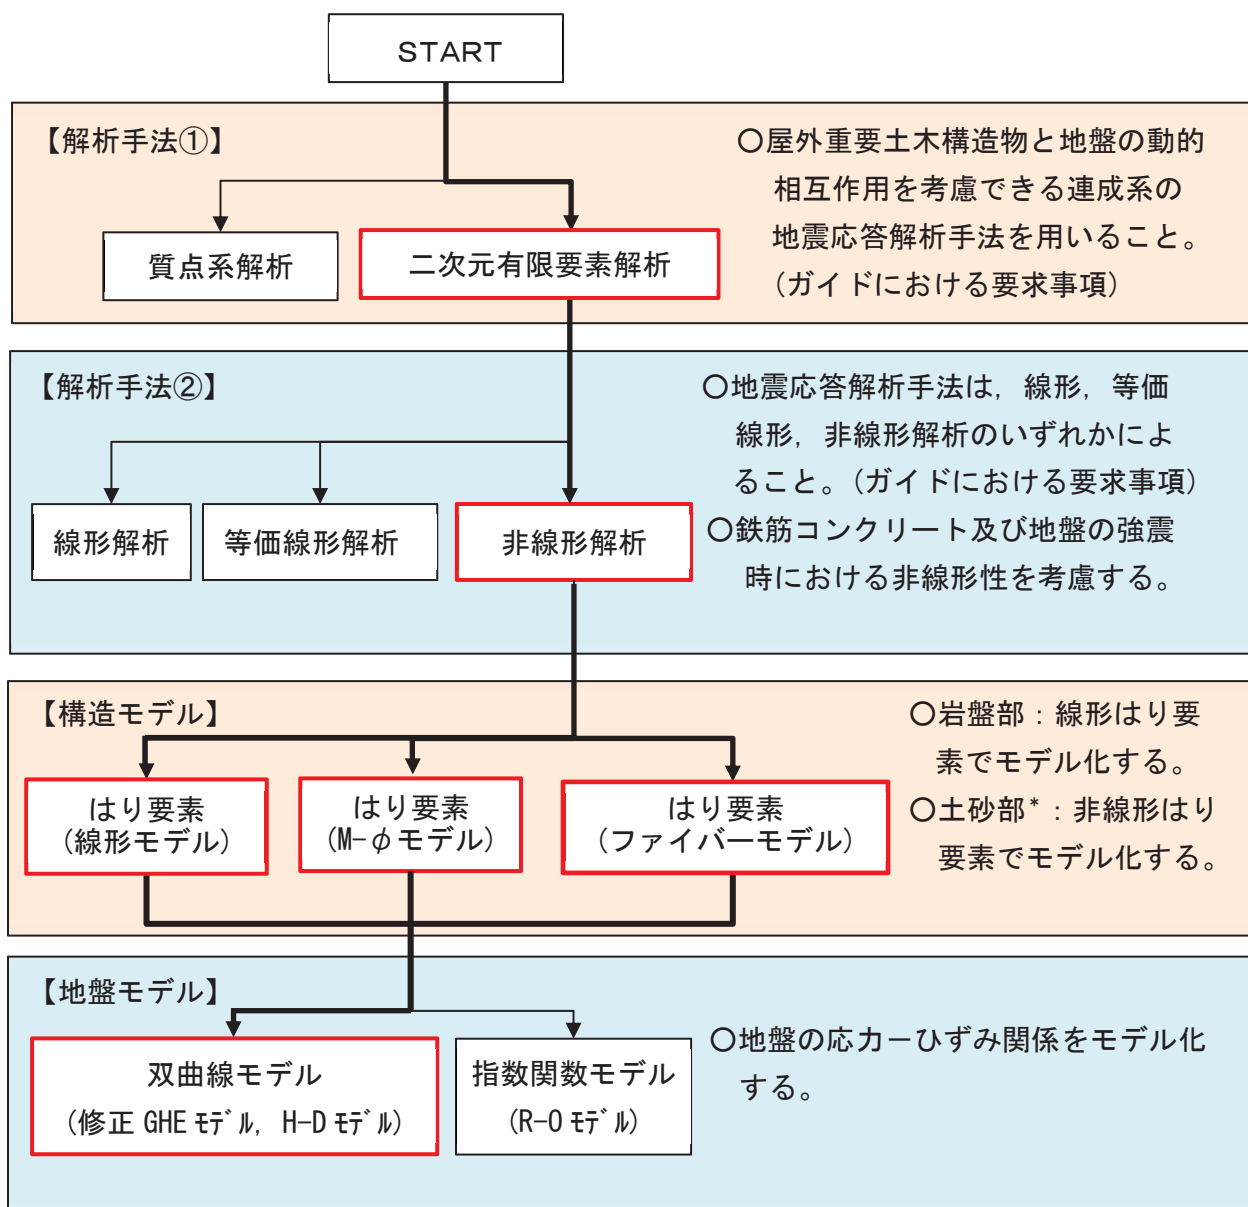 START
【解析手法①】
○屋外重要土木構造物と地盤の動的
相互作用を考慮できる連成系の
地震応答解析手法を用いること。
(ガイドにおける要求事項)
質点系解析
二次元有限要素解析
【解析手法②】
○地震応答解析手法は，線形，等価
線形，非線形解析のいずれかによ
ること。(ガイドにおける要求事項)
○鉄筋コンクリート及び地盤の強震
時における非線形性を考慮する。
線形解析
等価線形解析
非線形解析
【構造モデル】
○岩盤部：線形はり要
素でモデル化する。
○土砂部*：非線形はり
要素でモデル化する。
はり要素
(線形モデル)
はり要素
(M-φモデル)
はり要素
(ファイバーモデル)
【地盤モデル】
○地盤の応力－ひずみ関係をモデル化
する。
双曲線モデル
(修正 GHE ﾓﾃﾞﾙ，H-D ﾓﾃﾞﾙ)
指数関数モデル
(R-O ﾓﾃﾞﾙ)